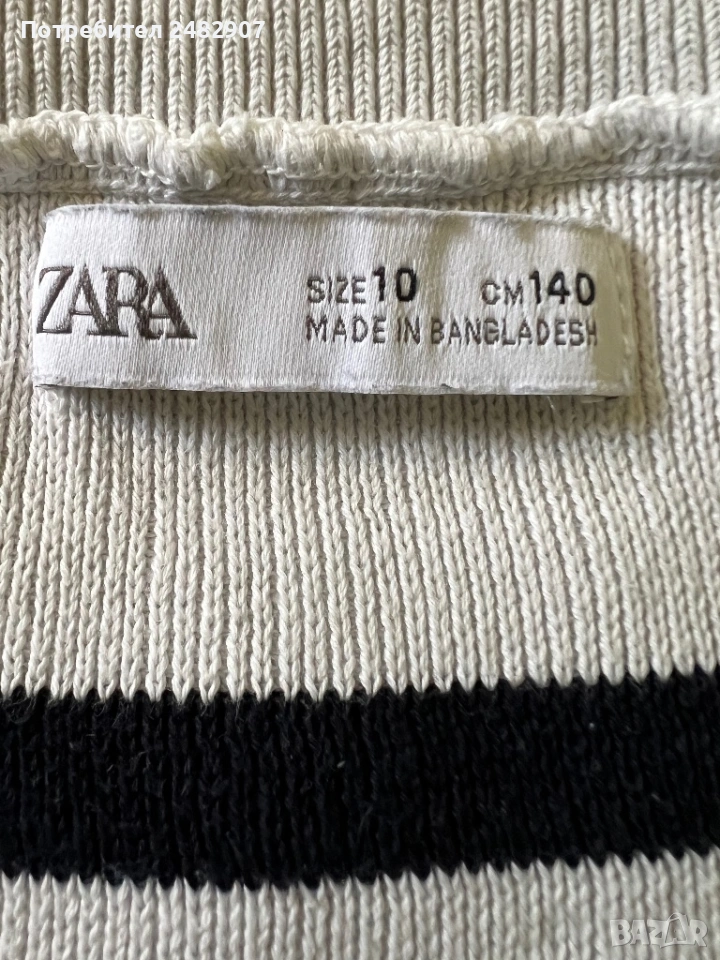 Потребител 2482907
ZARA
SIZE 10 CM 140
MADE IN BANGLADESH
BAZAR